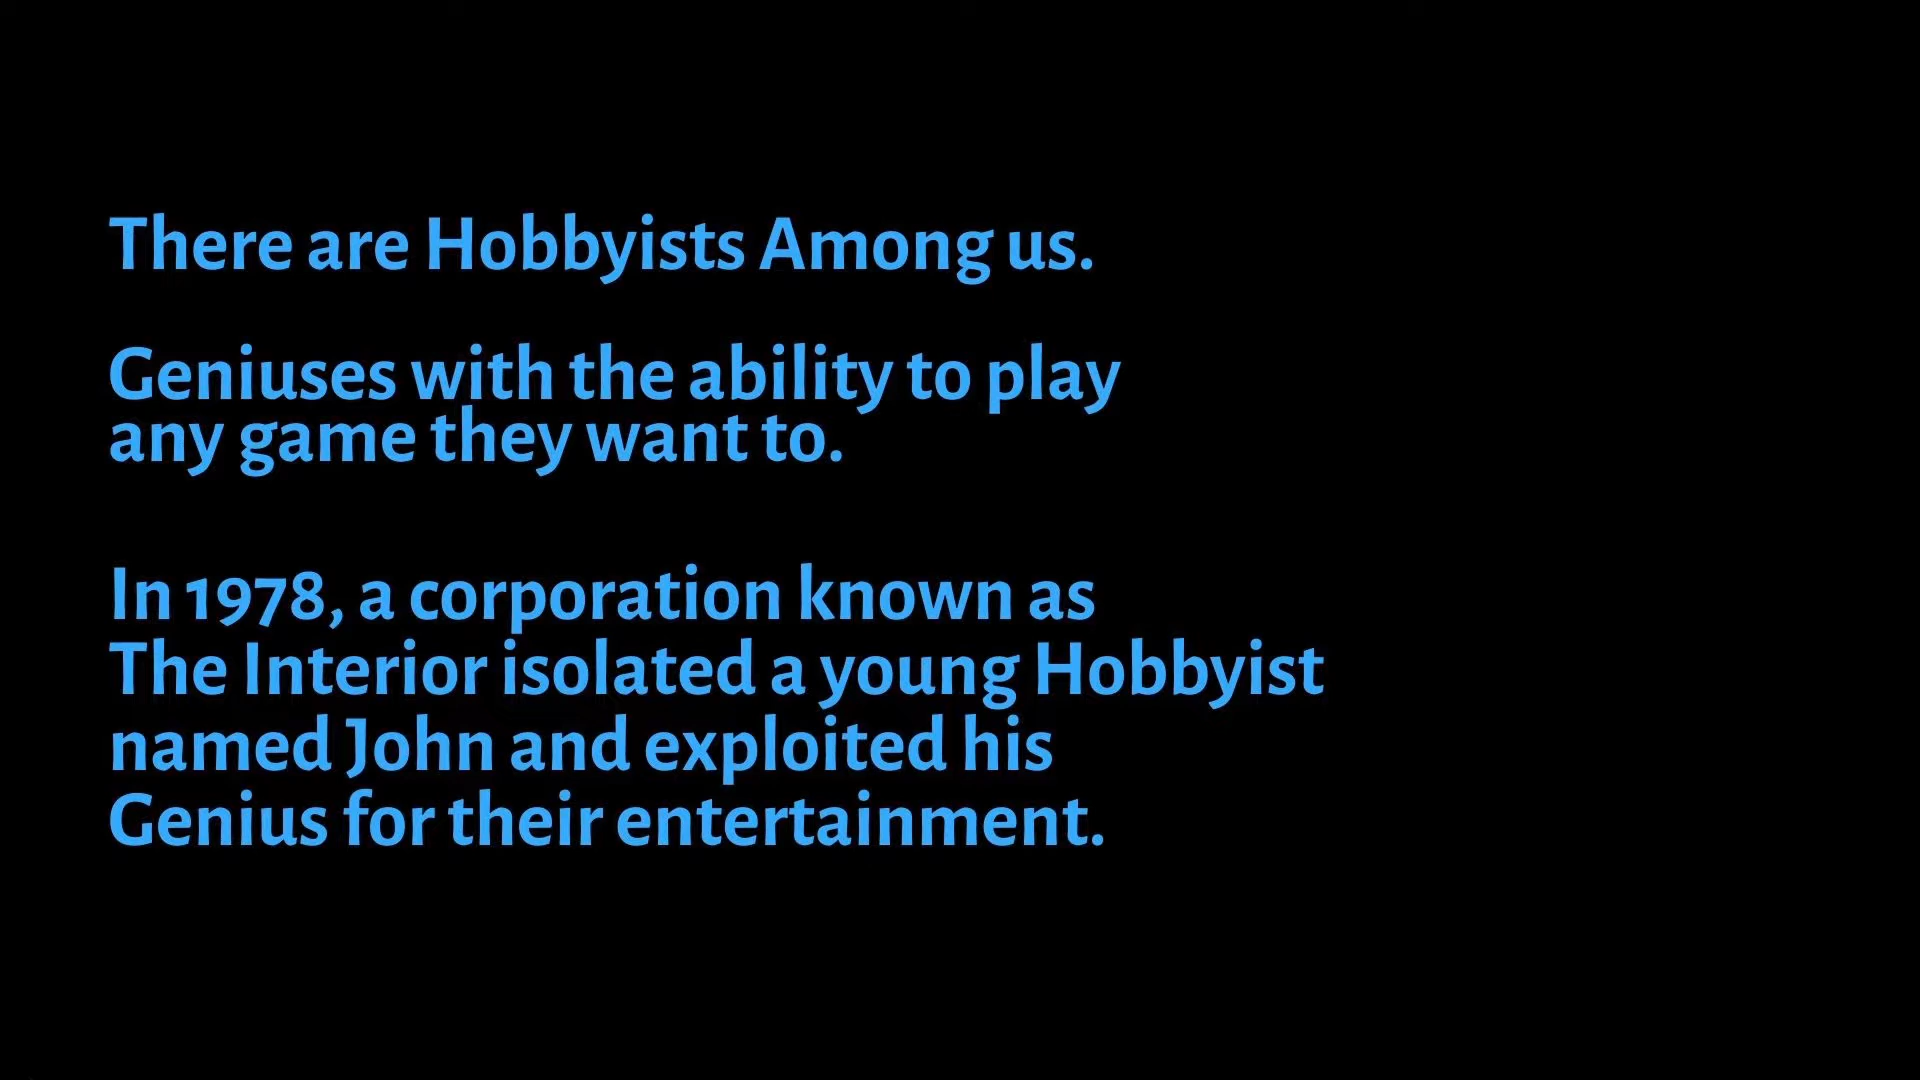 There are Hobbyists Among us.
Geniuses with the ability to play
any game they want to.
In 1978, a corporation known as
The Interior isolated a young Hobbyist
named John and exploited his
Genius for their entertainment.